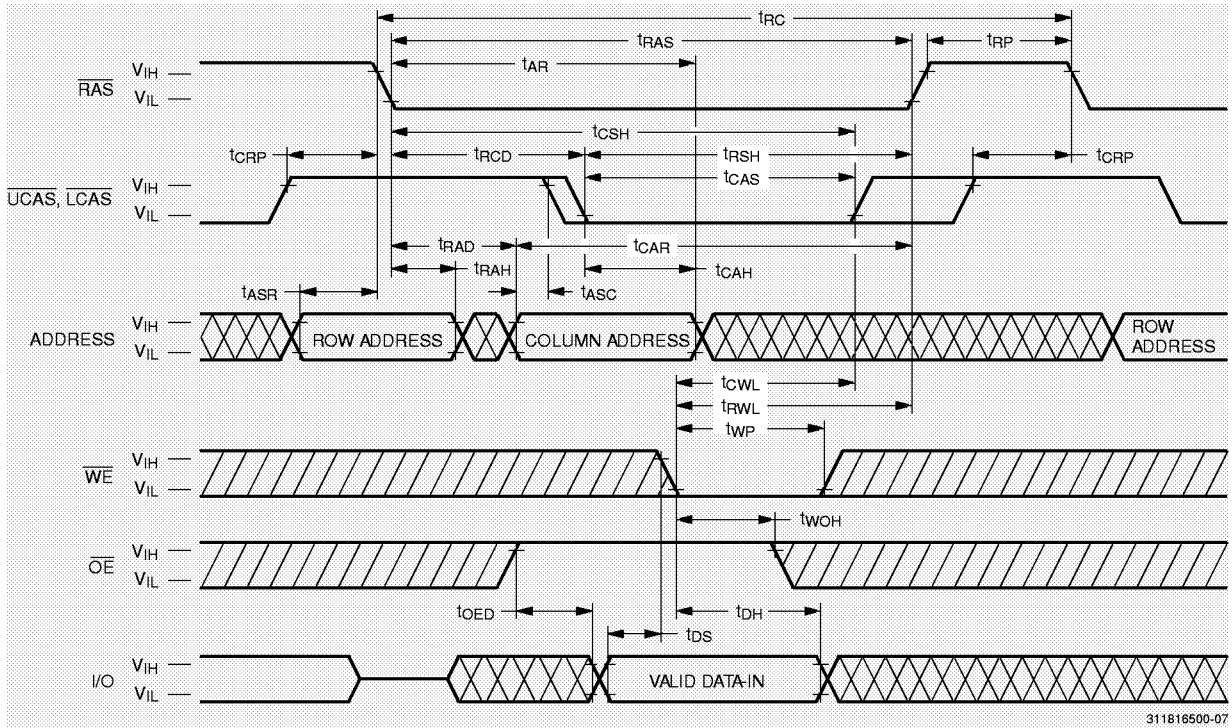 tRC
tRAS
tRP
tAR
VIH
RAS
VIL
tCSH
tCRP
tRCD
tRSH
tCRP
tCAS
VIH
UCAS, LCAS
VIL
tRAD
tCAR
tRAH
tCAH
tASR
tASC
VIH
ADDRESS
VIL
ROW ADDRESS
COLUMN ADDRESS
ROW
ADDRESS
tCWL
tRWL
tWP
VIH
WE
VIL
tWOH
VIH
OE
VIL
tOED
tDH
tDS
VIH
I/O
VIL
VALID DATA-IN
311816500-07